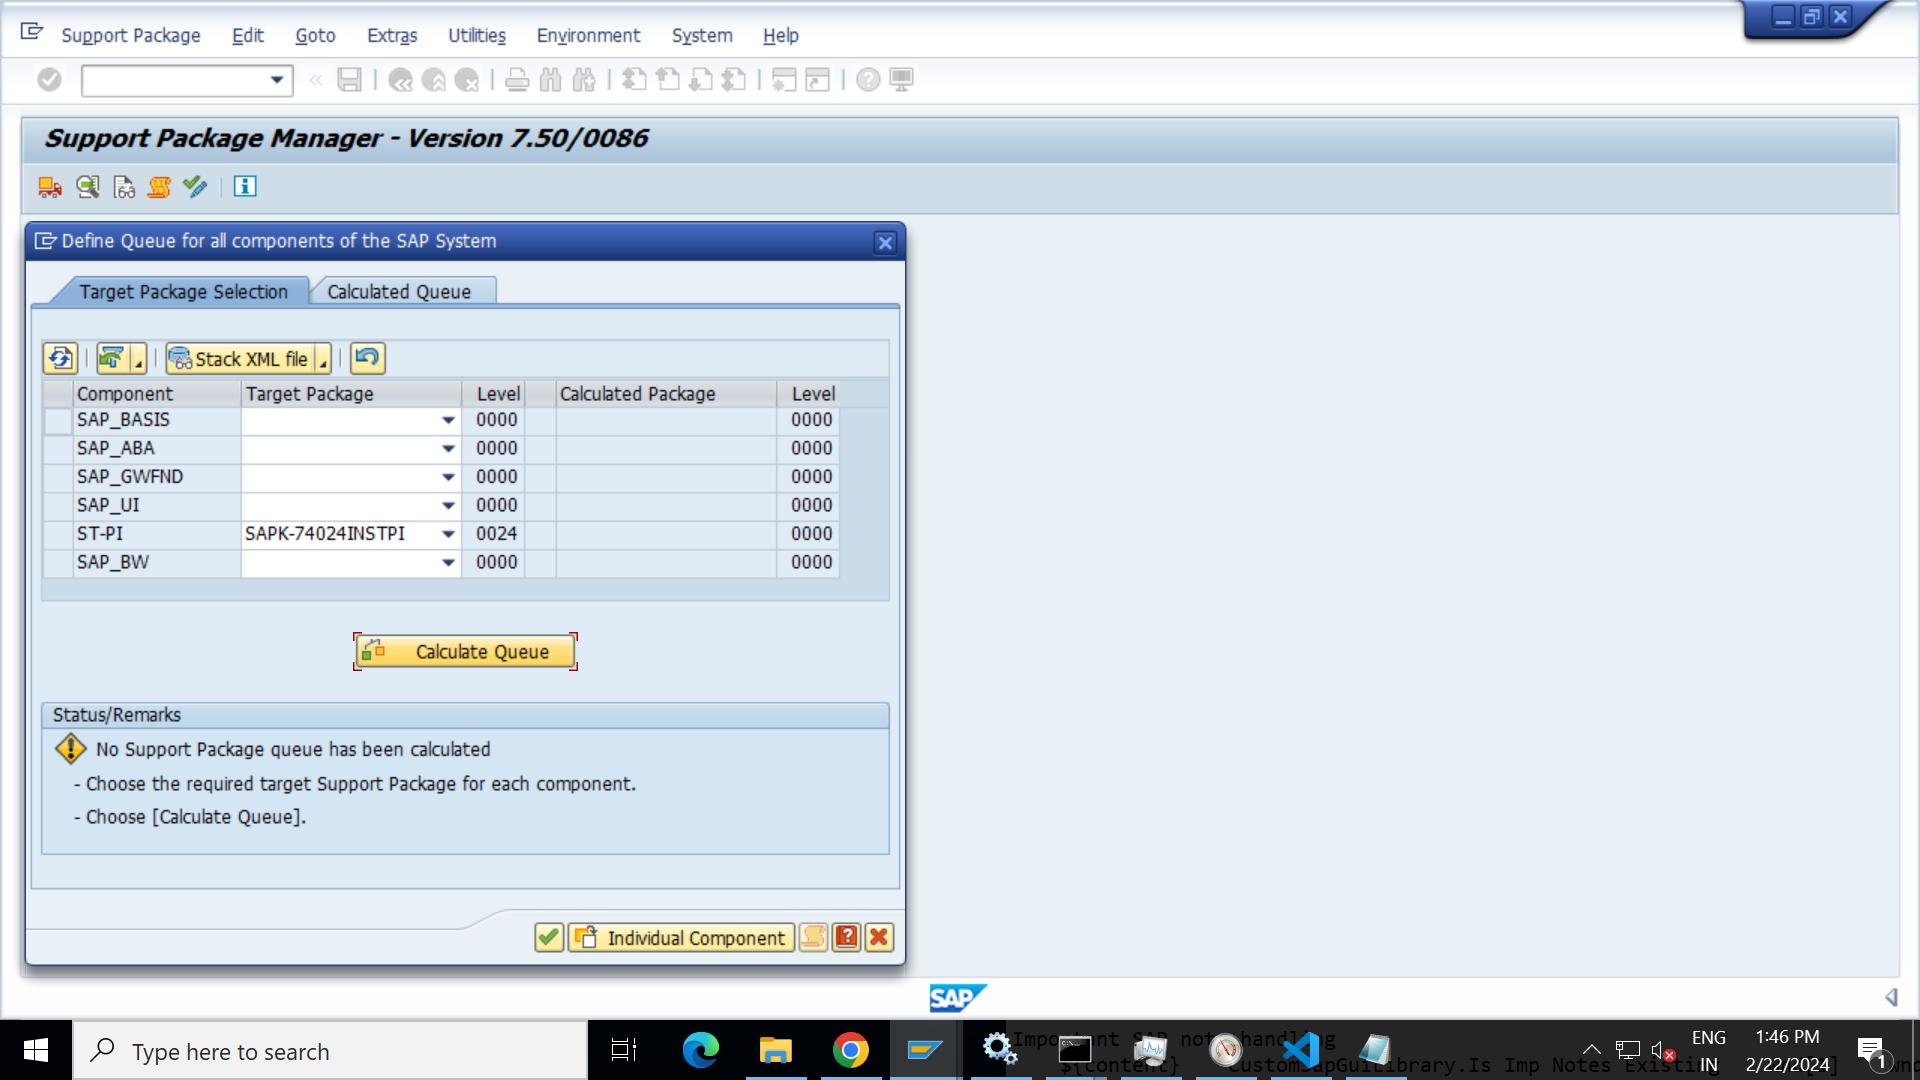 Support Package Edit Goto Extras Utilities Environment System Help
Support Package Manager - Version 7.50/0086
Define Queue for all components of the SAP System
Target Package Selection Calculated Queue
Stack XML file
Component Target Package Level Calculated Package Level
SAP_BASIS 0000 0000
SAP_ABA 0000 0000
SAP_GWFND 0000 0000
SAP_UI 0000 0000
ST-PI SAPK-74024INSTPI 0024 0000
SAP_BW 0000 0000
Calculate Queue
Status/Remarks
No Support Package queue has been calculated
- Choose the required target Support Package for each component.
- Choose [Calculate Queue].
Individual Component
SAP
Type here to search
Important SAP note handling
${content} CustomSapGuiLibrary.Is Imp Notes Existing
ENG
IN
1:46 PM
2/22/2024
1